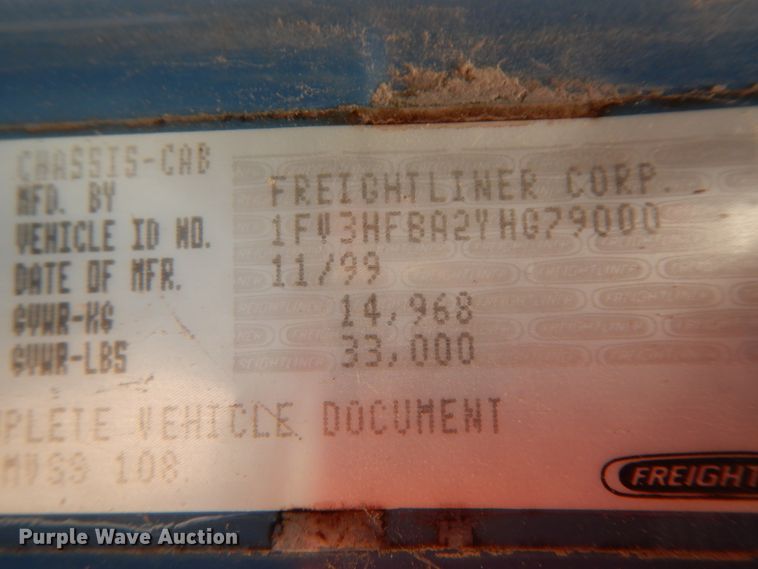 CHASSIS-CAB
MFD. BY FREIGHTLINER CORP.
VEHICLE ID NO. 1FV3HFBA2YHG79000
DATE OF MFR. 11/99
GVWR-KG 14,968
GVWR-LBS 33,000
PLETE VEHICLE DOCUMENT
MVSS 108.
FREIGHT
Purple Wave Auction